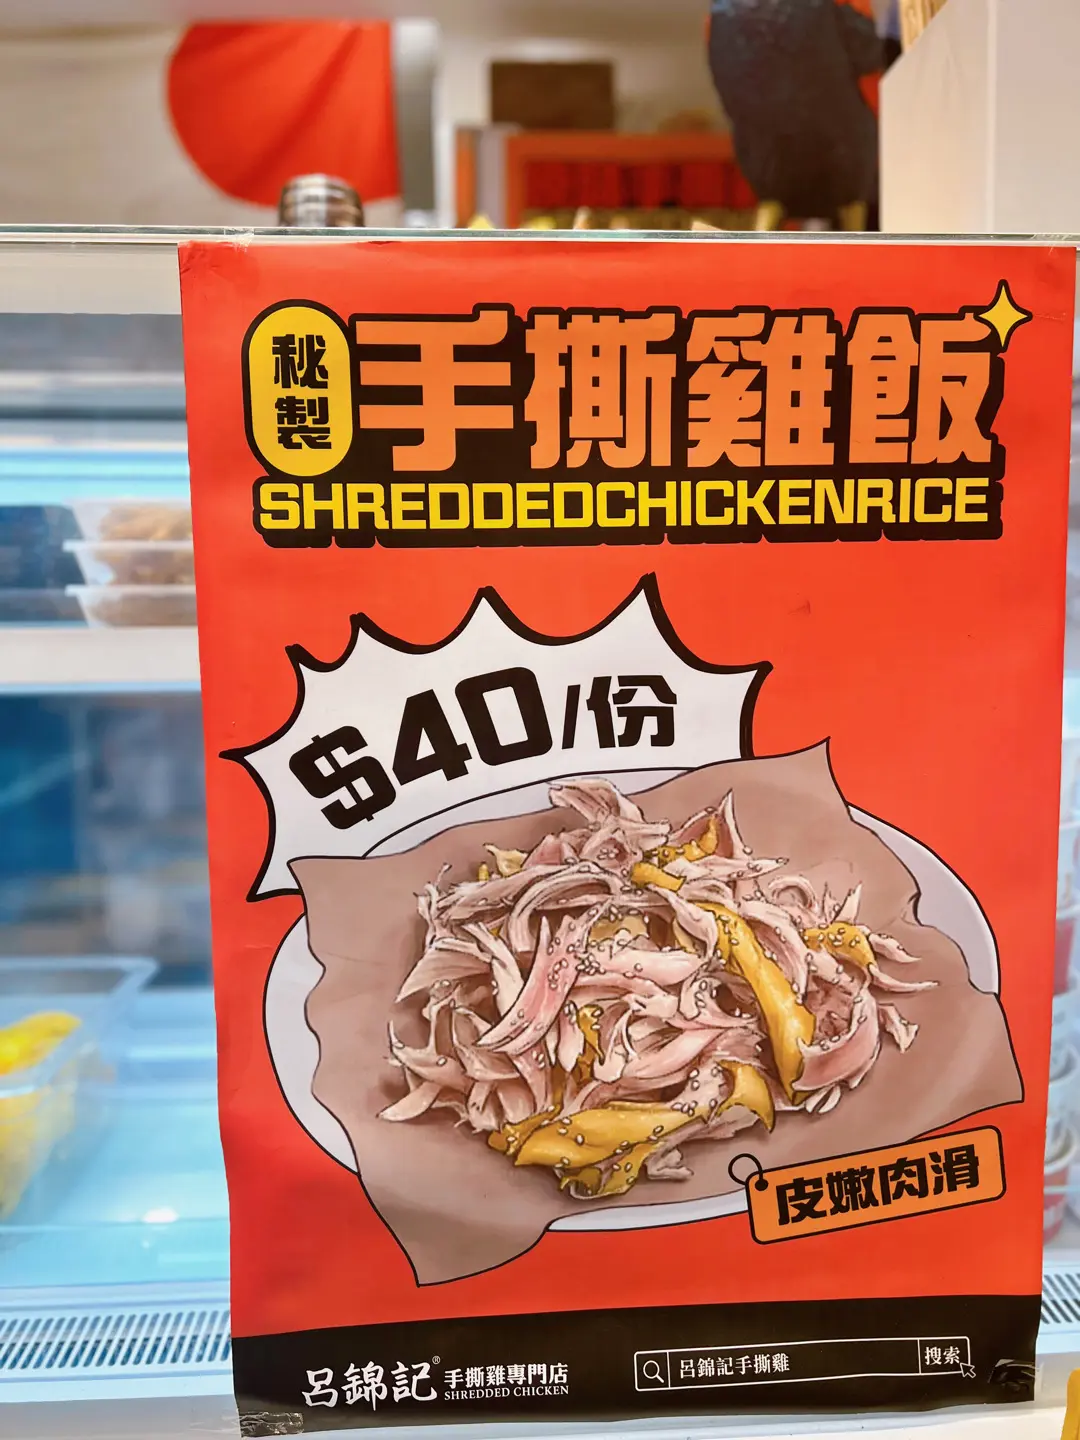 秘製
手撕雞飯
SHREDDEDCHICKENRICE
$40/份
皮嫩肉滑
呂錦記®
手撕雞專門店
SHREDDED CHICKEN
呂錦記手撕雞
搜索